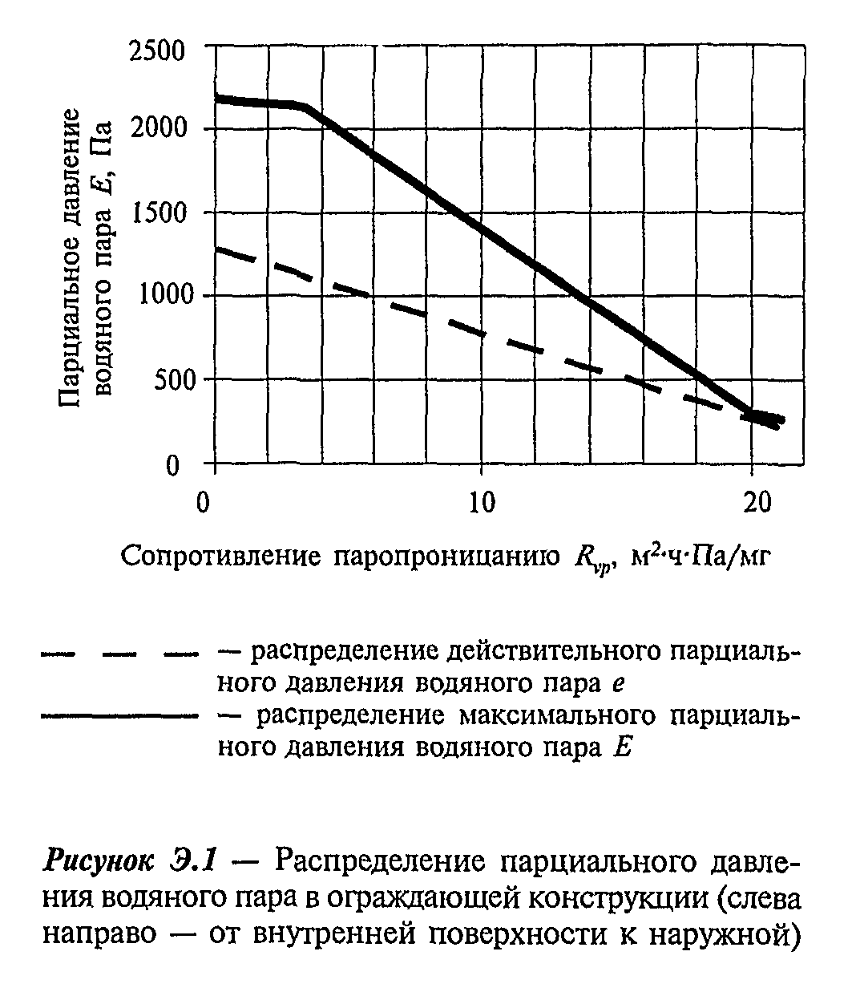 2500
2000
1500
1000
500
0
0
10
20
Парциальное давление
водяного пара E, Па
Сопротивление паропроницанию Rvp, м²·ч·Па/мг
— распределение действительного парциаль-
ного давления водяного пара e
— распределение максимального парциаль-
ного давления водяного пара E
Рисунок Э.1 — Распределение парциального давле-
ния водяного пара в ограждающей конструкции (слева
направо — от внутренней поверхности к наружной)